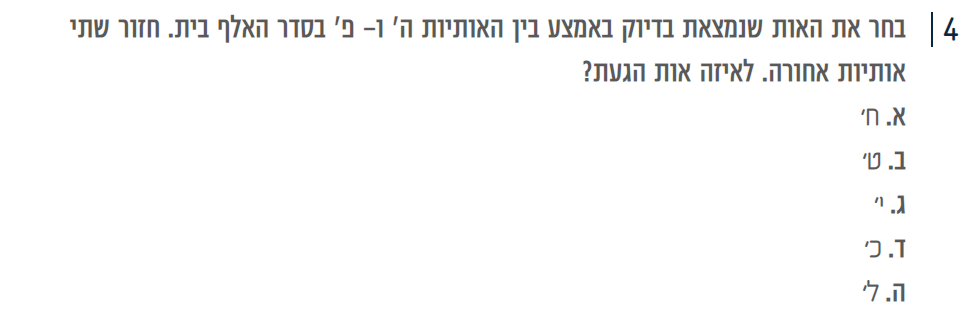 4 | בחר את האות שנמצאת בדיוק באמצע בין האותיות ה' ו– פ' בסדר האלף בית. חזור שתי
אותיות אחורה. לאיזה אות הגעת?
א. ח'
ב. ט'
ג. י'
ד. כ'
ה. ל'